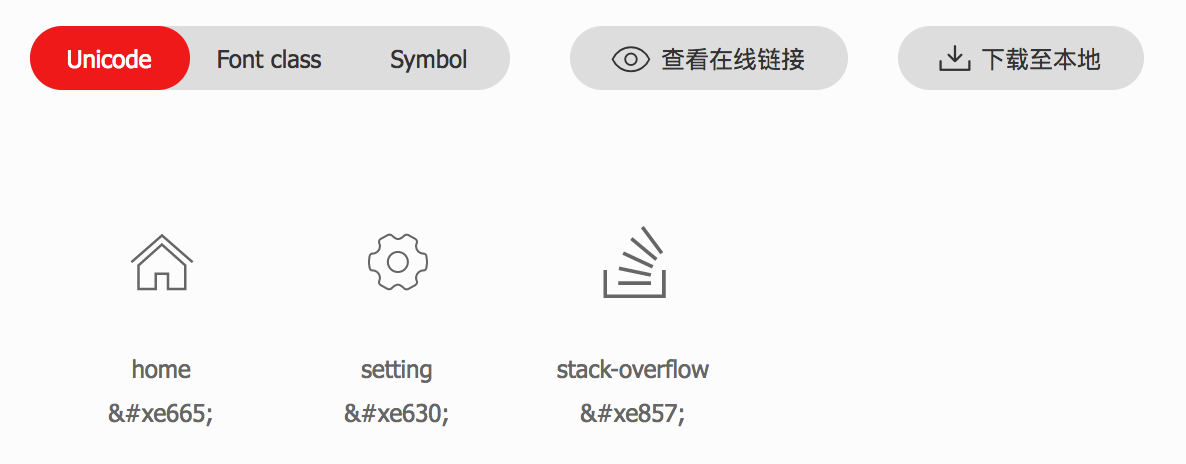 Unicode Font class Symbol 查看在线链接 下载至本地
home setting stack-overflow
&#xe665; &#xe630; &#xe857;